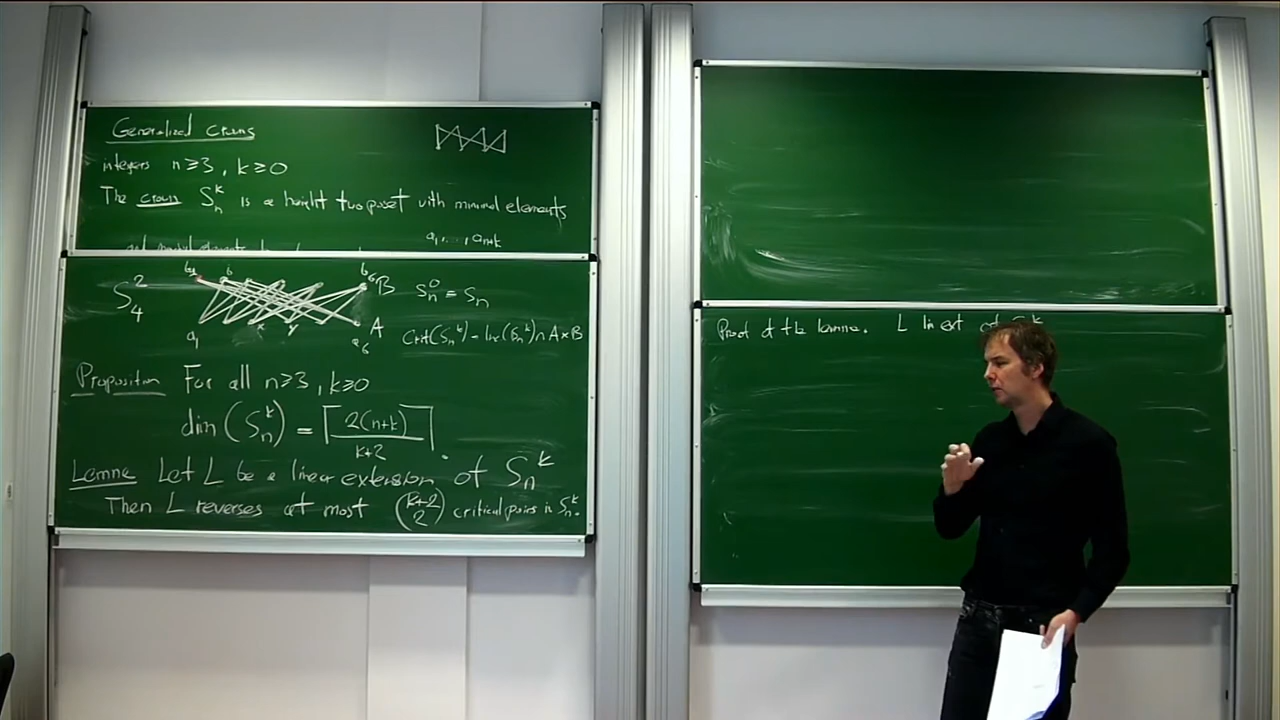 Generalized crowns
integers n ≥ 3, k ≥ 0
The crown S_n^k is a height two poset with minimal elements
a_1, ..., a_{n+k}
S_4^2
b_6 B
S_n^0 = S_n
a_1 x y a_6 A
Crit(S_n^k) = Inc(S_n^k) ∩ A×B
Proposition For all n ≥ 3, k ≥ 0
dim(S_n^k) = ⌈2(n+k)/(k+2)⌉.
Lemma Let L be a linear extension of S_n^k
Then L reverses at most (k+2 2) critical pairs in S_n^k.
Proof of the lemma. L lin ext of